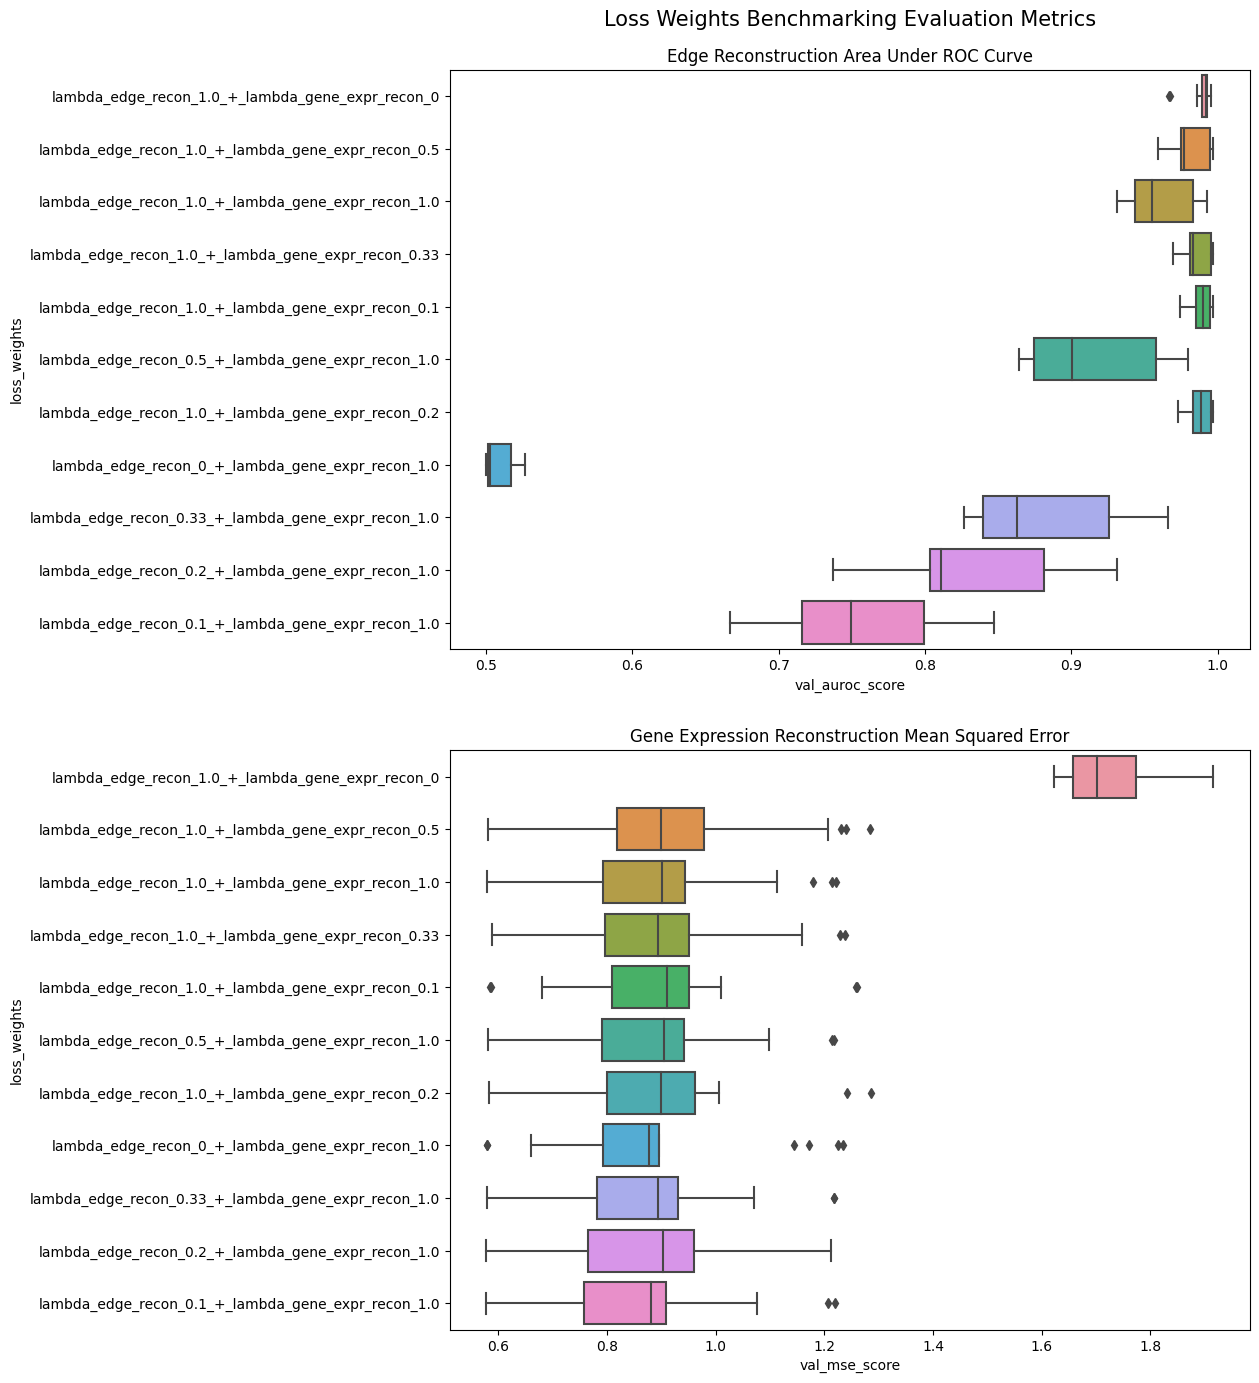 Loss Weights Benchmarking Evaluation Metrics
Edge Reconstruction Area Under ROC Curve
lambda_edge_recon_1.0_+_lambda_gene_expr_recon_0
lambda_edge_recon_1.0_+_lambda_gene_expr_recon_0.5
lambda_edge_recon_1.0_+_lambda_gene_expr_recon_1.0
lambda_edge_recon_1.0_+_lambda_gene_expr_recon_0.33
lambda_edge_recon_1.0_+_lambda_gene_expr_recon_0.1
lambda_edge_recon_0.5_+_lambda_gene_expr_recon_1.0
lambda_edge_recon_1.0_+_lambda_gene_expr_recon_0.2
lambda_edge_recon_0_+_lambda_gene_expr_recon_1.0
lambda_edge_recon_0.33_+_lambda_gene_expr_recon_1.0
lambda_edge_recon_0.2_+_lambda_gene_expr_recon_1.0
lambda_edge_recon_0.1_+_lambda_gene_expr_recon_1.0
loss_weights
0.5 0.6 0.7 0.8 0.9 1.0
val_auroc_score
Gene Expression Reconstruction Mean Squared Error
lambda_edge_recon_1.0_+_lambda_gene_expr_recon_0
lambda_edge_recon_1.0_+_lambda_gene_expr_recon_0.5
lambda_edge_recon_1.0_+_lambda_gene_expr_recon_1.0
lambda_edge_recon_1.0_+_lambda_gene_expr_recon_0.33
lambda_edge_recon_1.0_+_lambda_gene_expr_recon_0.1
lambda_edge_recon_0.5_+_lambda_gene_expr_recon_1.0
lambda_edge_recon_1.0_+_lambda_gene_expr_recon_0.2
lambda_edge_recon_0_+_lambda_gene_expr_recon_1.0
lambda_edge_recon_0.33_+_lambda_gene_expr_recon_1.0
lambda_edge_recon_0.2_+_lambda_gene_expr_recon_1.0
lambda_edge_recon_0.1_+_lambda_gene_expr_recon_1.0
loss_weights
0.6 0.8 1.0 1.2 1.4 1.6 1.8
val_mse_score